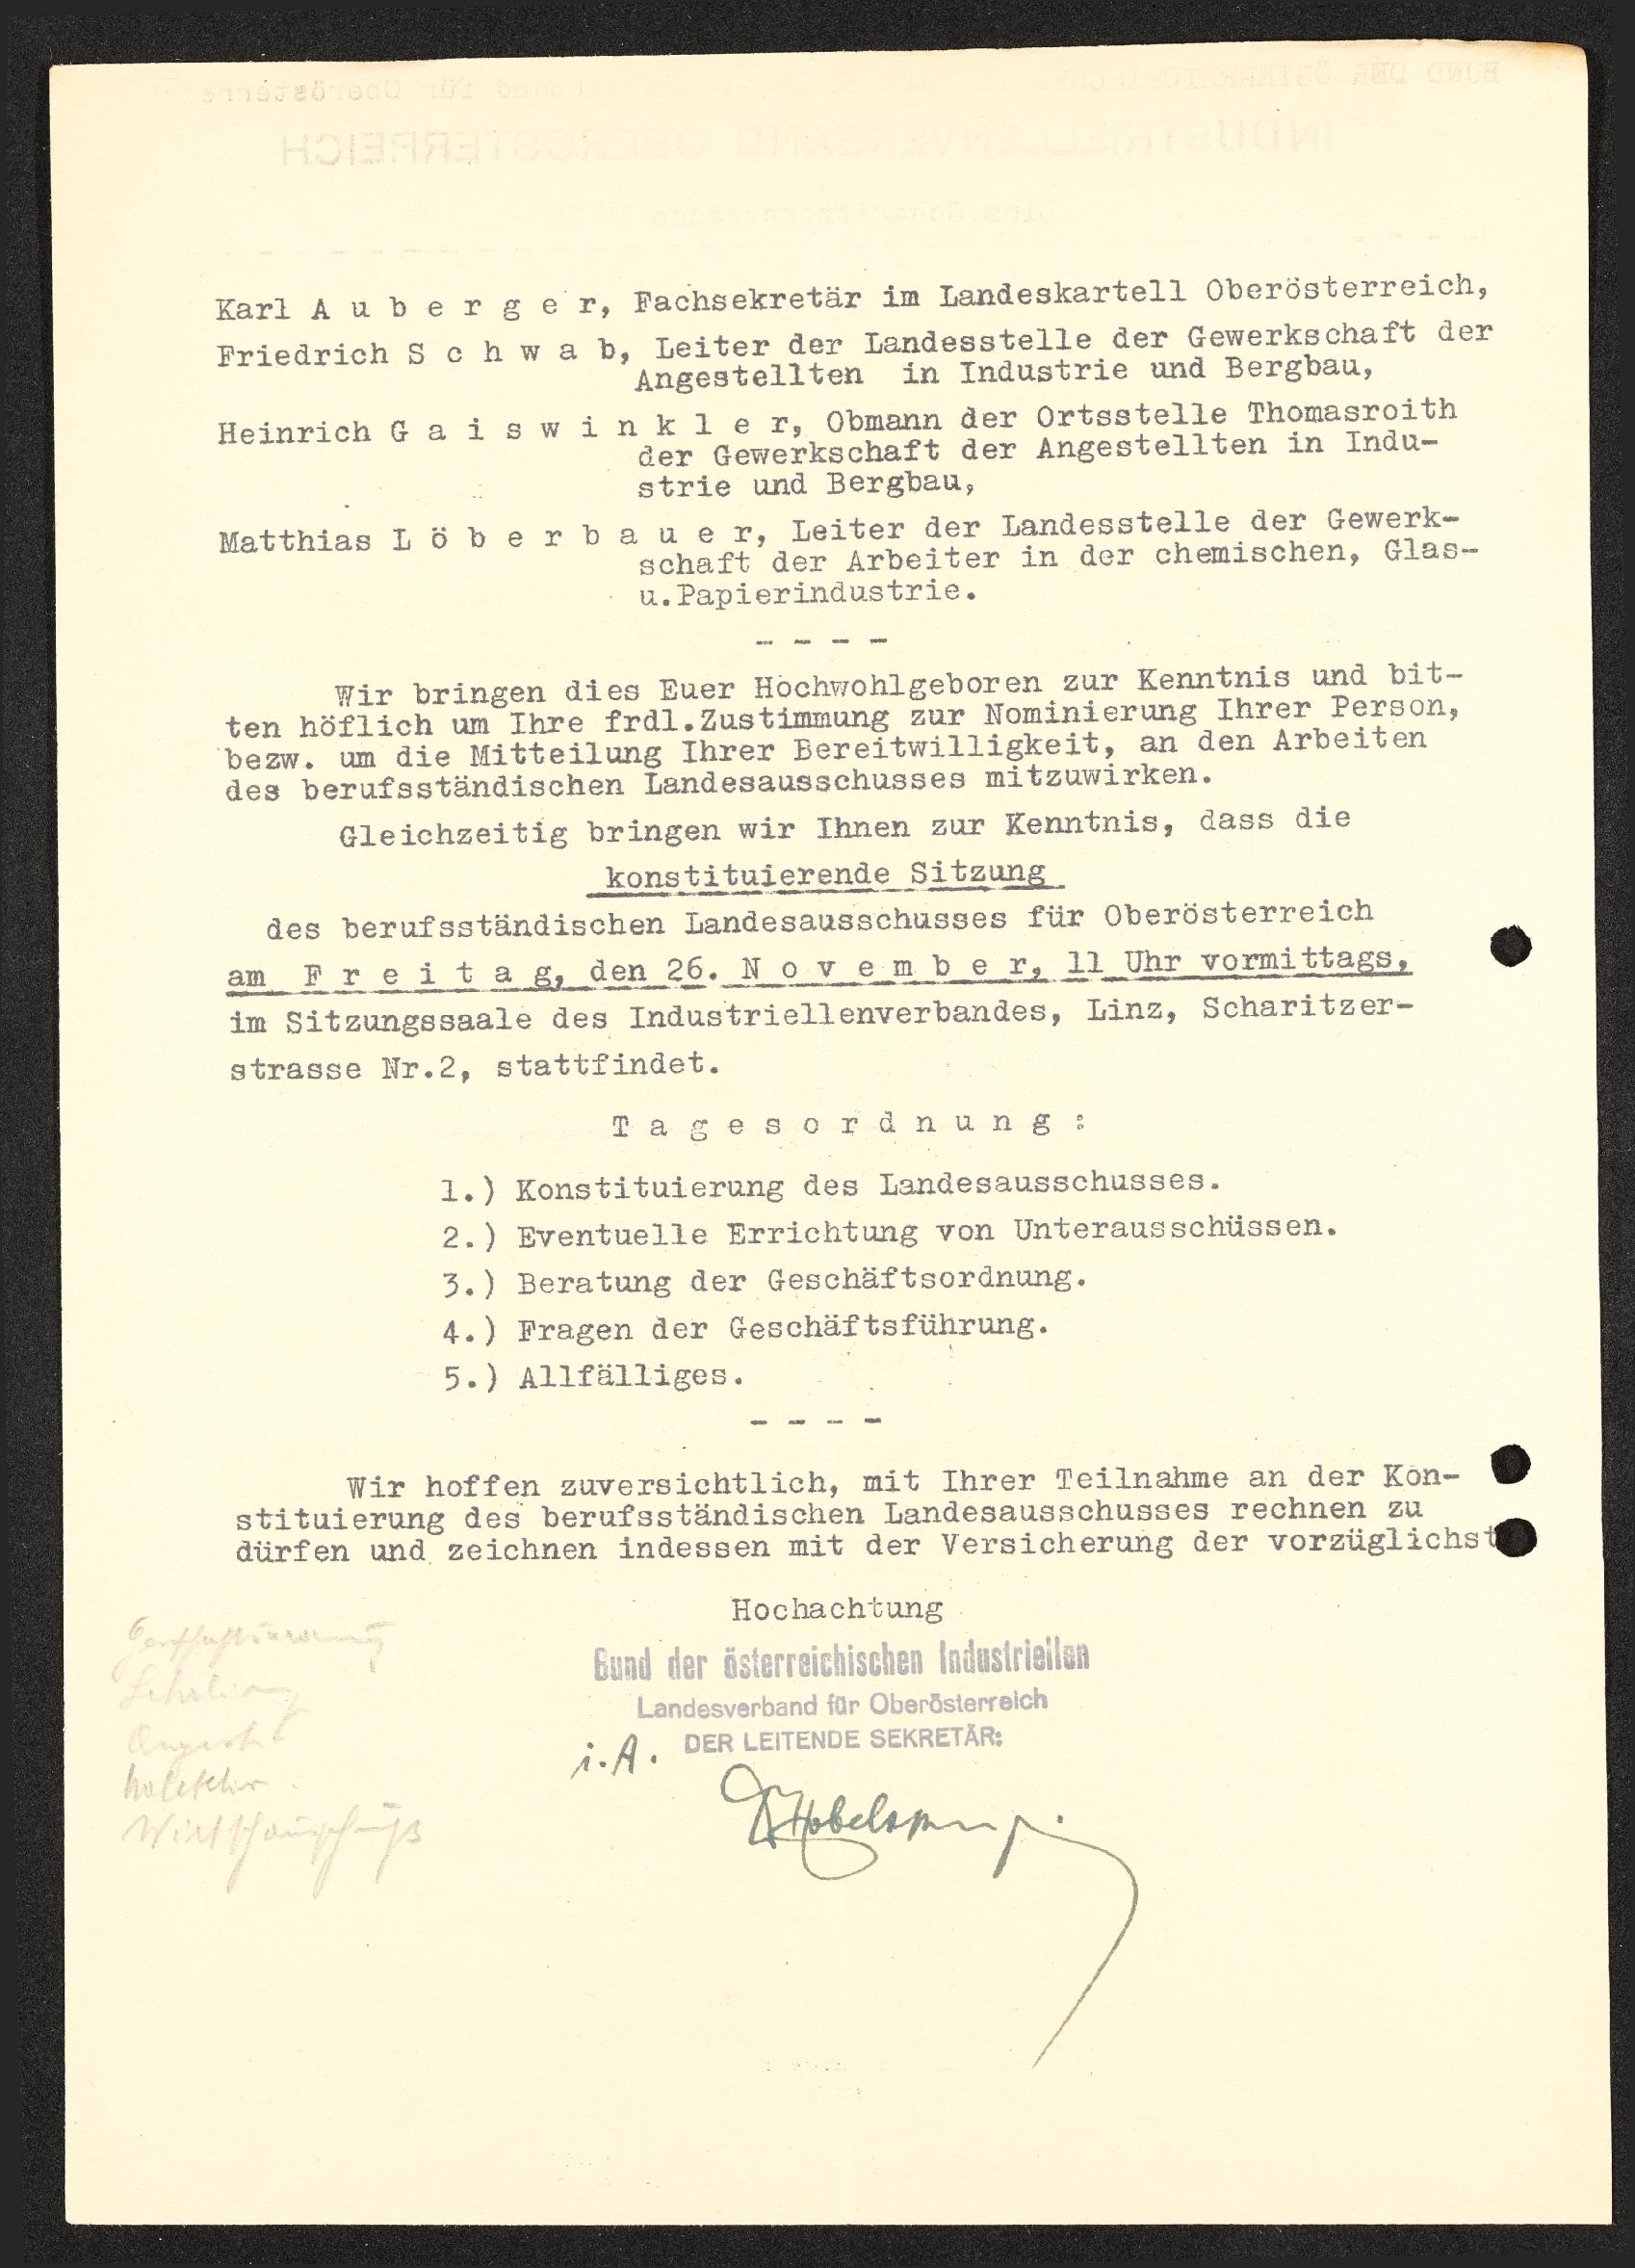 Karl A u b e r g e r, Fachsekretär im Landeskartell Oberösterreich,
Friedrich S c h w a b, Leiter der Landesstelle der Gewerkschaft der
Angestellten in Industrie und Bergbau,
Heinrich G a i s w i n k l e r, Obmann der Ortsstelle Thomasroith
der Gewerkschaft der Angestellten in Indu-
strie und Bergbau,
Matthias L ö b e r b a u e r, Leiter der Landesstelle der Gewerk-
schaft der Arbeiter in der chemischen, Glas-
u.Papierindustrie.
- - - -
Wir bringen dies Euer Hochwohlgeboren zur Kenntnis und bit-
ten höflich um Ihre frdl.Zustimmung zur Nominierung Ihrer Person,
bezw. um die Mitteilung Ihrer Bereitwilligkeit, an den Arbeiten
des berufsständischen Landesausschusses mitzuwirken.
Gleichzeitig bringen wir Ihnen zur Kenntnis, dass die
konstituierende Sitzung
des berufsständischen Landesausschusses für Oberösterreich
am F r e i t a g, den 26. N o v e m b e r, 11 Uhr vormittags,
im Sitzungssaale des Industriellenverbandes, Linz, Scharitzer-
strasse Nr.2, stattfindet.
T a g e s o r d n u n g :
1.) Konstituierung des Landesausschusses.
2.) Eventuelle Errichtung von Unterausschüssen.
3.) Beratung der Geschäftsordnung.
4.) Fragen der Geschäftsführung.
5.) Allfälliges.
- - - -
Wir hoffen zuversichtlich, mit Ihrer Teilnahme an der Kon-
stituierung des berufsständischen Landesausschusses rechnen zu
dürfen und zeichnen indessen mit der Versicherung der vorzüglichst
Hochachtung
Bund der österreichischen Industriellen
Landesverband für Oberösterreich
i.A. DER LEITENDE SEKRETÄR: